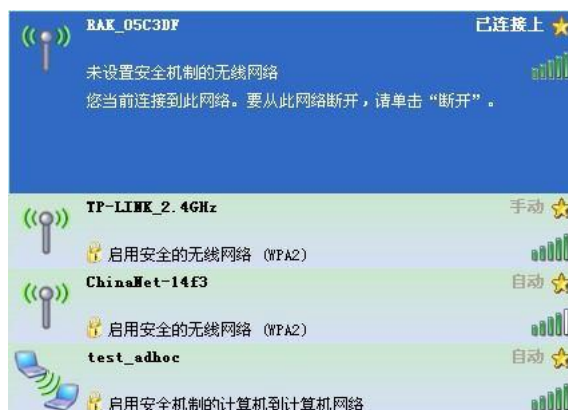 RAK_05C3DF 已连接上
未设置安全机制的无线网络
您当前连接到此网络。要从此网络断开，请单击“断开”。
TP-LINK_2.4GHz 手动
启用安全的无线网络 (WPA2)
ChinaNet-14f3 自动
启用安全的无线网络 (WPA2)
test_adhoc 自动
启用安全机制的计算机到计算机网络